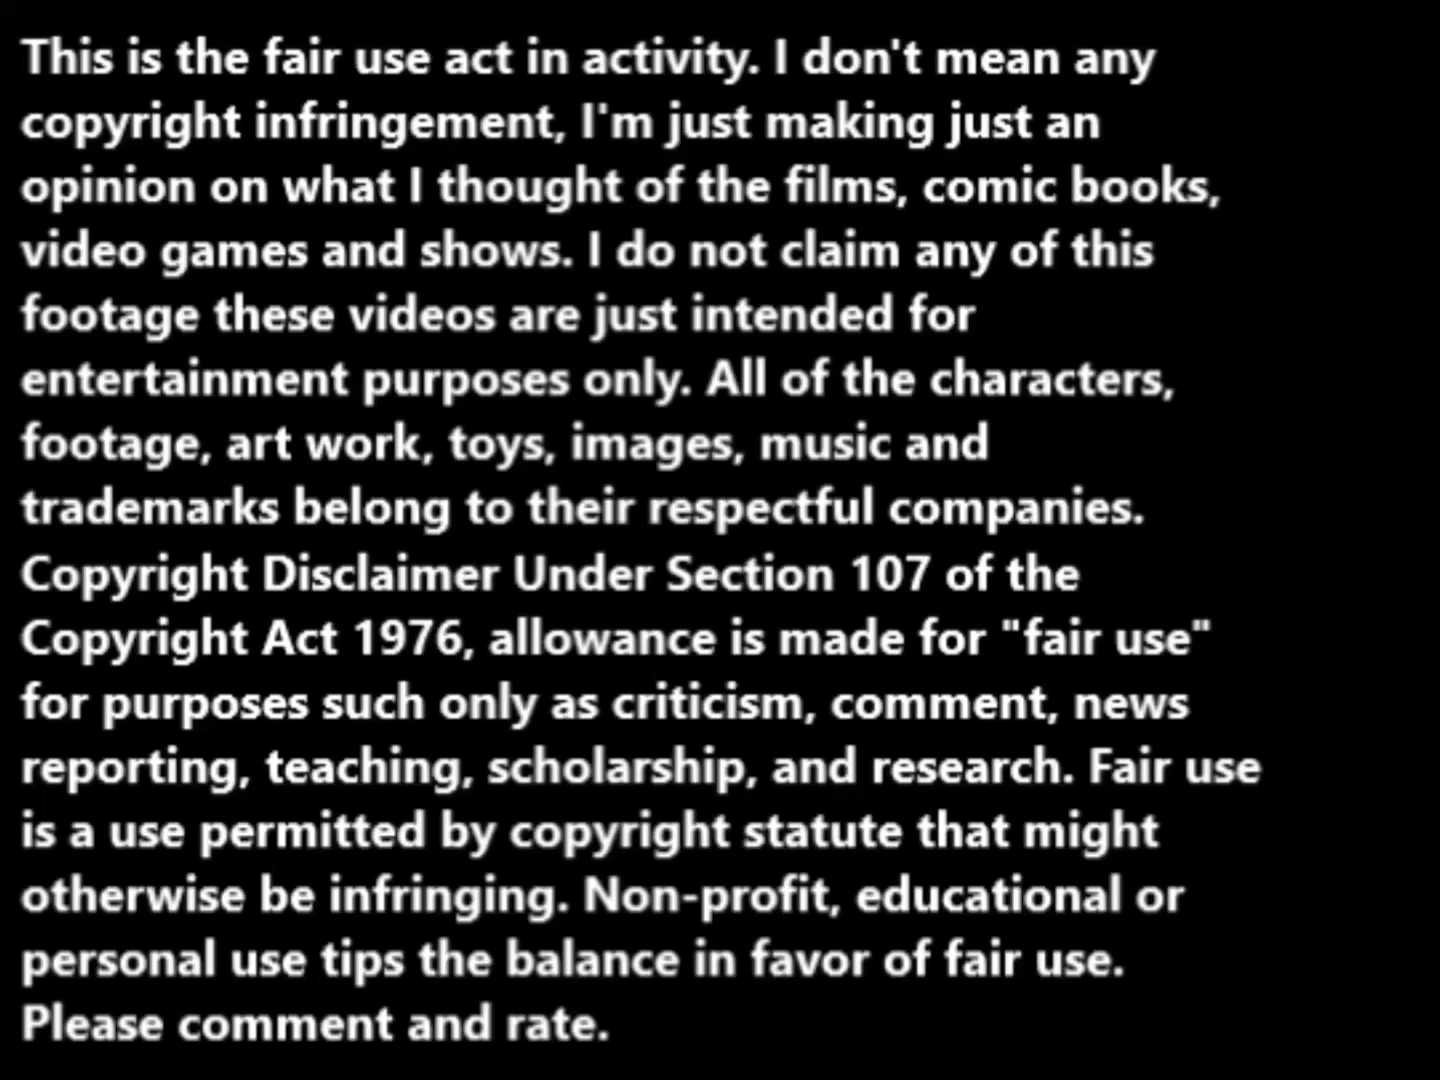 This is the fair use act in activity. I don't mean any
copyright infringement, I'm just making just an
opinion on what I thought of the films, comic books,
video games and shows. I do not claim any of this
footage these videos are just intended for
entertainment purposes only. All of the characters,
footage, art work, toys, images, music and
trademarks belong to their respectful companies.
Copyright Disclaimer Under Section 107 of the
Copyright Act 1976, allowance is made for "fair use"
for purposes such only as criticism, comment, news
reporting, teaching, scholarship, and research. Fair use
is a use permitted by copyright statute that might
otherwise be infringing. Non-profit, educational or
personal use tips the balance in favor of fair use.
Please comment and rate.